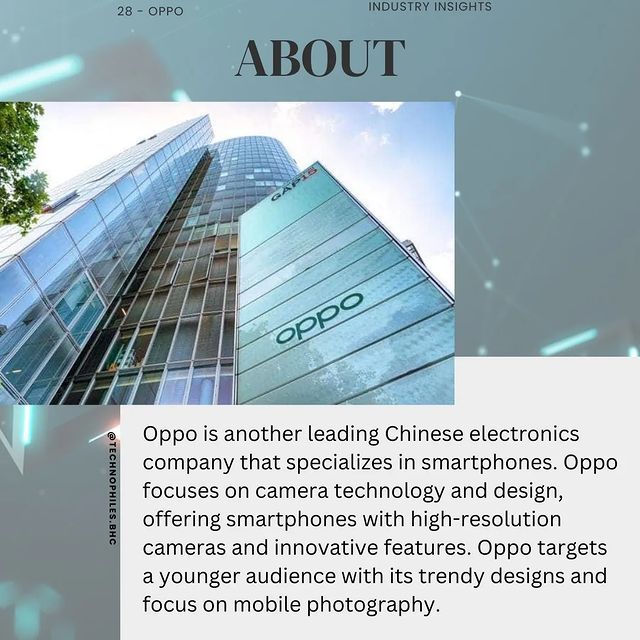 28 - OPPO
INDUSTRY INSIGHTS
ABOUT
oppo
Oppo is another leading Chinese electronics
company that specializes in smartphones. Oppo
focuses on camera technology and design,
offering smartphones with high-resolution
cameras and innovative features. Oppo targets
a younger audience with its trendy designs and
focus on mobile photography.
@TECHNOPHILES.BHC